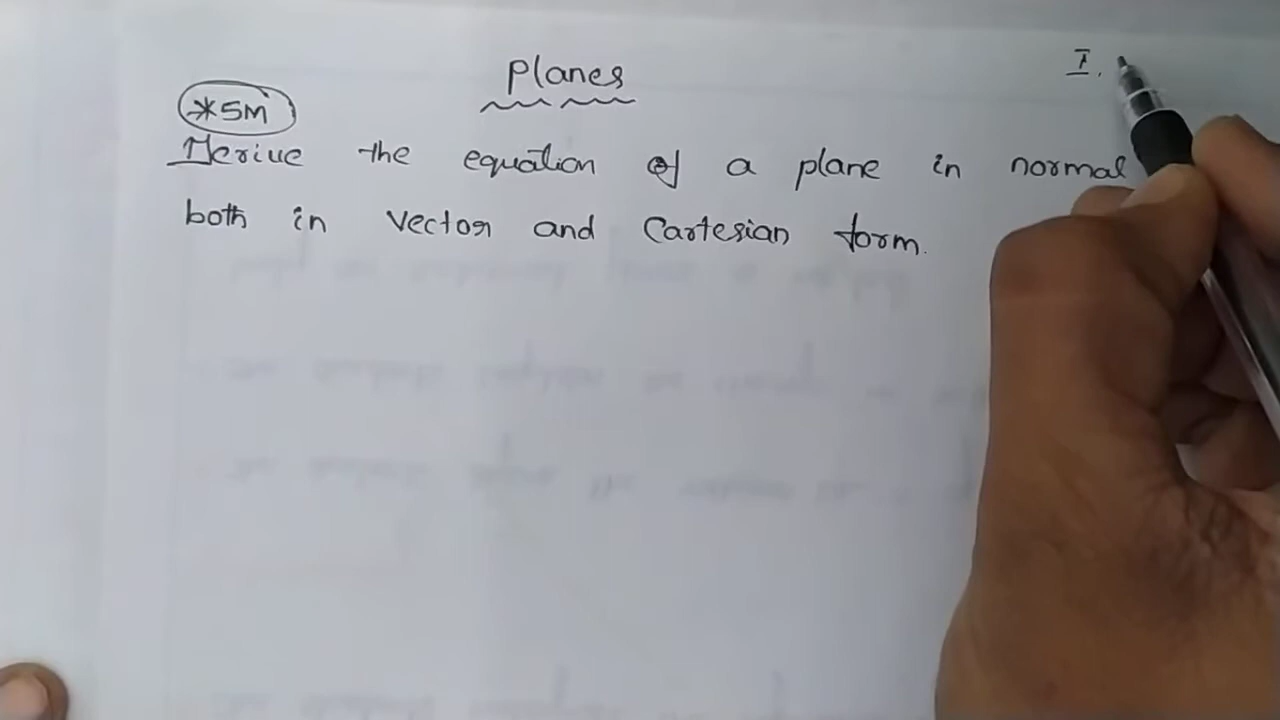 Planes
I.
*5M
Derive the equation of a plane in normal
both in Vector and Cartesian form.